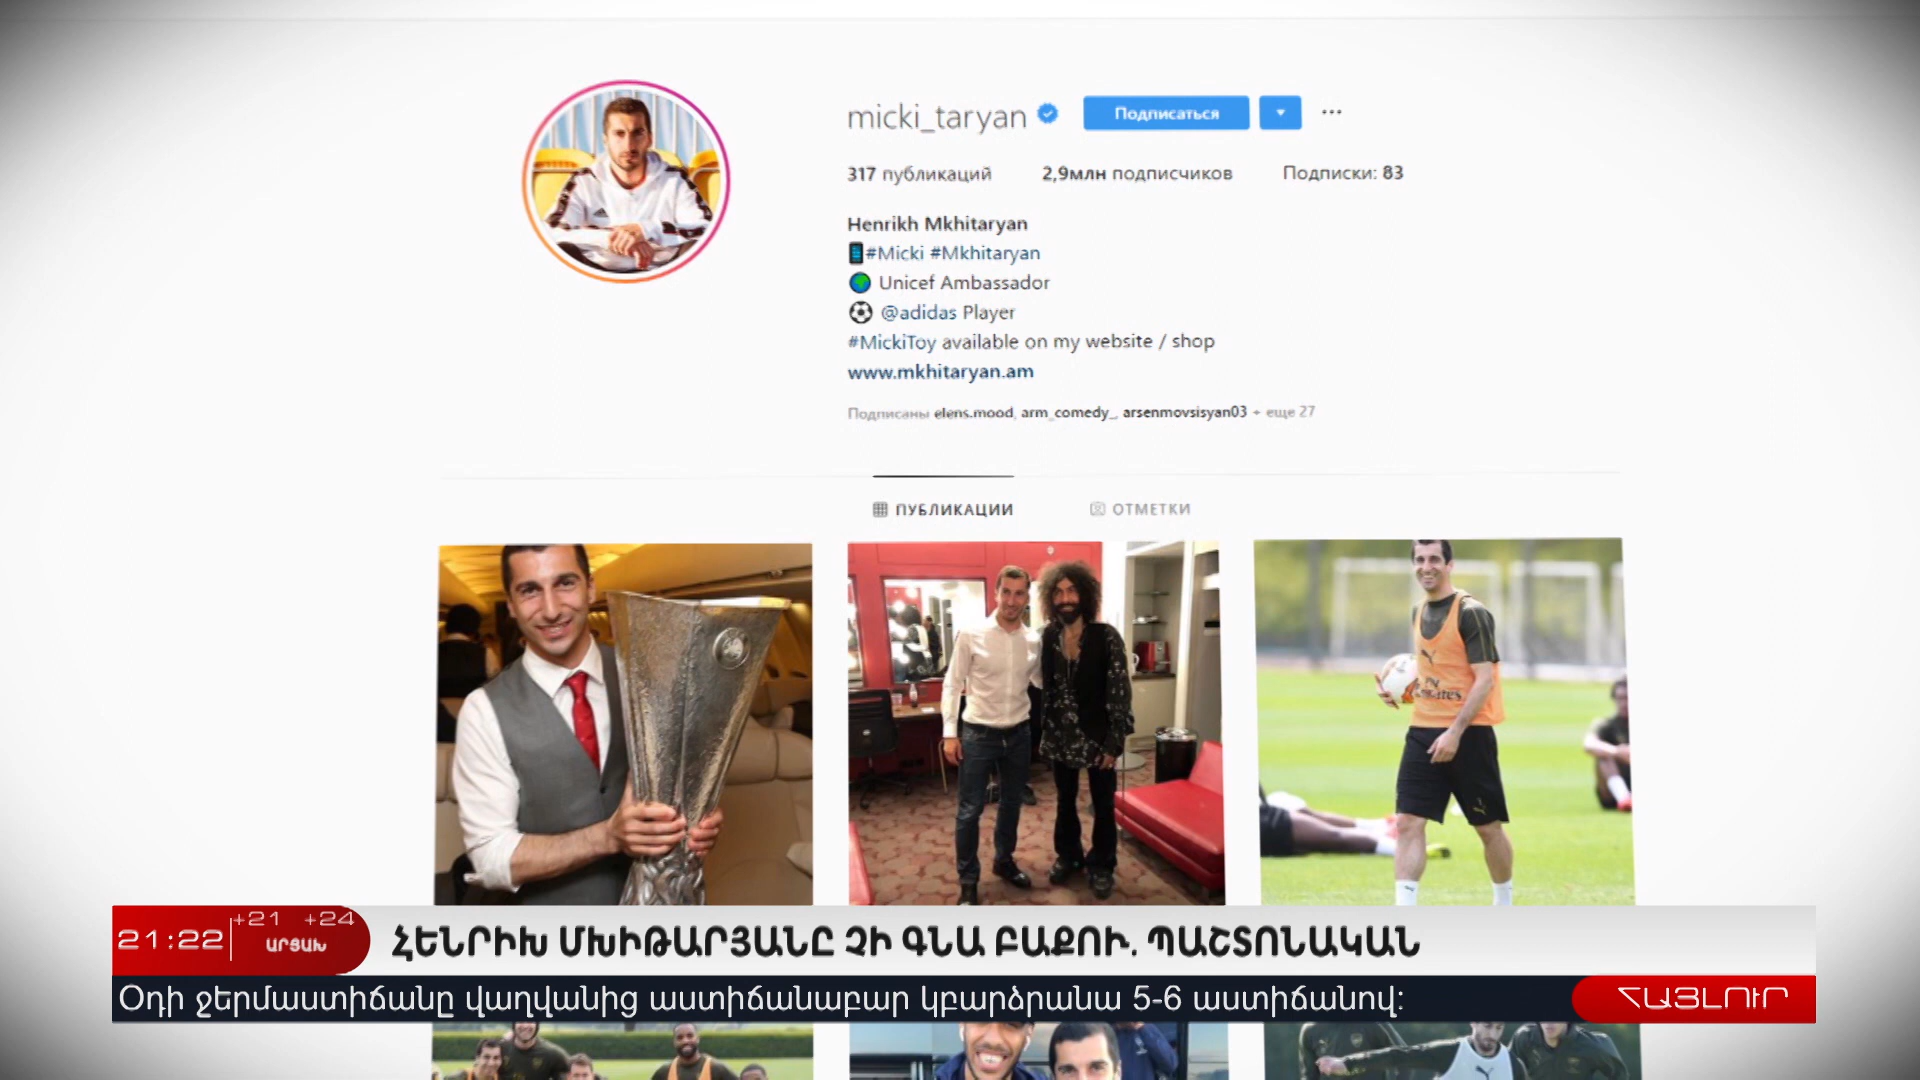 micki_taryan Подписаться ...
317 публикаций 2,9млн подписчиков Подписки: 83
Henrikh Mkhitaryan
#Micki #Mkhitaryan
Unicef Ambassador
@adidas Player
#MickiToy available on my website / shop
www.mkhitaryan.am
Подписаны elens.mood, arm_comedy_, arsenmovsisyan03 + еще 27
ПУБЛИКАЦИИ ОТМЕТКИ
Fly
Emirates
21:22 +21 +24
ԱՐՑԱԽ
ՀԵՆՐԻԽ ՄԽԻԹԱՐՅԱՆԸ ՉԻ ԳՆԱ ԲԱՔՈՒ. ՊԱՇՏՈՆԱԿԱՆ
Օդի ջերմաստիճանը վաղվանից աստիճանաբար կբարձրանա 5-6 աստիճանով:
ՀԱՅԼՈՒՐ